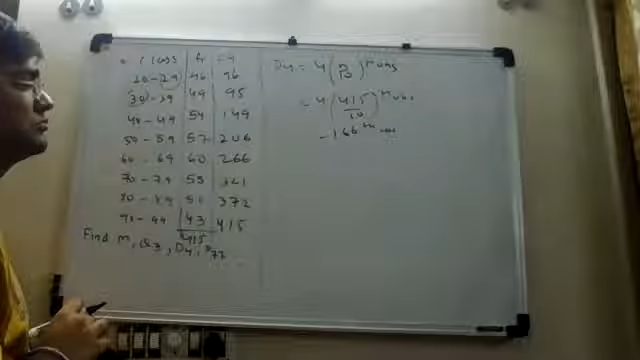 Class fr c.f
20-29 46 46
30-39 49 95
40-49 54 149
50-59 57 206
60-69 60 266
70-79 55 321
80-89 51 372
90-99 43 415
415
Find M, Q3, D4, P77
D4 = 4 (N/10)th obs
= 4 (415/10)th obs
= 166th obs